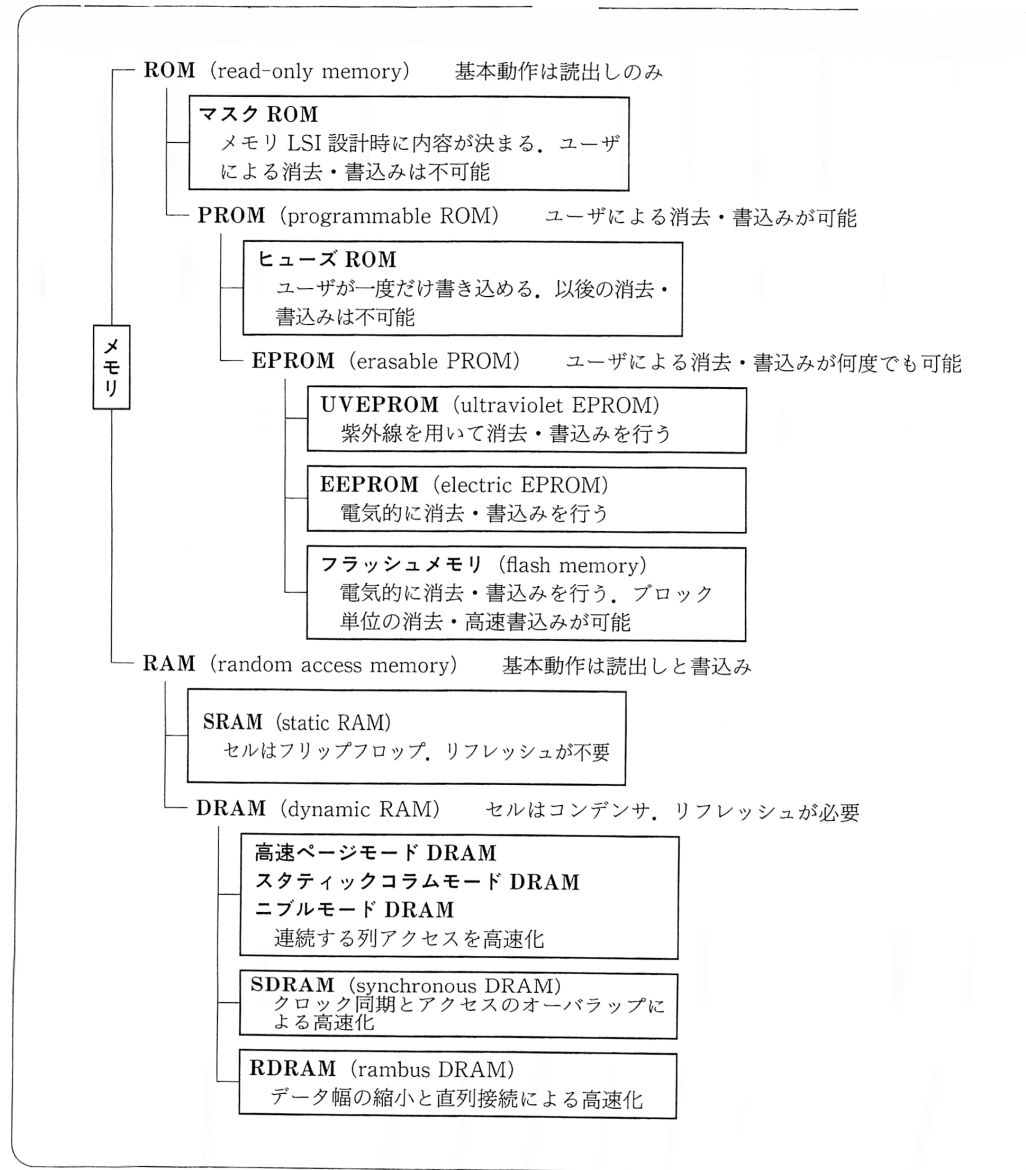 ROM (read-only memory) 基本動作は読出しのみ
マスク ROM
メモリ LSI 設計時に内容が決まる．ユーザ
による消去・書込みは不可能
PROM (programmable ROM) ユーザによる消去・書込みが可能
ヒューズ ROM
ユーザが一度だけ書き込める．以後の消去・
書込みは不可能
メモリ
EPROM (erasable PROM) ユーザによる消去・書込みが何度でも可能
UVEPROM (ultraviolet EPROM)
紫外線を用いて消去・書込みを行う
EEPROM (electric EPROM)
電気的に消去・書込みを行う
フラッシュメモリ (flash memory)
電気的に消去・書込みを行う．ブロック
単位の消去・高速書込みが可能
RAM (random access memory) 基本動作は読出しと書込み
SRAM (static RAM)
セルはフリップフロップ．リフレッシュが不要
DRAM (dynamic RAM) セルはコンデンサ．リフレッシュが必要
高速ページモード DRAM
スタティックコラムモード DRAM
ニブルモード DRAM
連続する列アクセスを高速化
SDRAM (synchronous DRAM)
クロック同期とアクセスのオーバラップに
よる高速化
RDRAM (rambus DRAM)
データ幅の縮小と直列接続による高速化